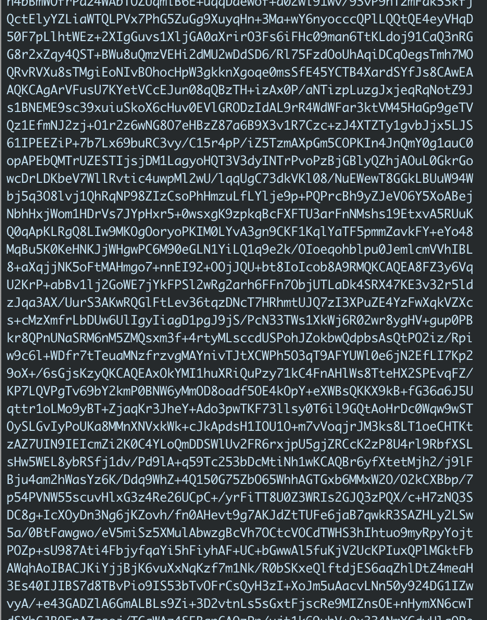 QctElyYZLiaWTQLPVx7PhG5ZuGg9XuyqHn+3Ma+wY6nyocccQPlLQQtQE4eyVHqD
50F7pLlhtWEz+2XIgGuvs1XljGA0aXrirO3Fs6iFHc09man6TtKLdoj91CaQ3nRG
G8r2xZqy4QST+BWu8uQmzVEHi2dMU2wDdSD6/Rl75FzdOoUhAqiDCqOegsTmh7MO
QRvRVXu8sTMgiEoNIvBOhocHpW3gkknXgoqe0msSfE45YCTB4XardSYfJs8CAwEA
AQKCAgArVFusU7KYetVCcEJun08qQBzTH+izAx0P/aNTizpLuzgJxjeqRqNotZ9J
s1BNEME9sc39xuiuSkoX6cHuv0EVlGRODzIdAL9rR4WdWFar3ktVM45HaGp9geTV
Qz1EfmNJ2zj+O1r2z6wNG8O7eHBzZ87a6B9X3v1R7Czc+zJ4XTZTy1gvbJjx5LJS
61IPEEZiP+7b7Lx69buRC3vy/C15r4pP/iZ5TzmAXpGm5COPKIn4JnQmY0g1auC0
opAPEbQMTrUZESTIjsjDM1LagyoHQT3V3dyINTrPvoPzBjGBlyQZhjAOuL0GkrGo
wcDrLDKbeV7WllRvtic4uwpMl2wU/lqqUgC73dkVKl08/NuEWewT8GGkLBUuW94W
bj5q3O8lvj1QhRqNP98ZIzCsoPhHmzuLfLYlje9p+PQPrcBh9yZJeVO6Y5XoABej
NbhHxjWom1HDrVs7JYpHxr5+0wsxgK9zpkqBcFXFTU3arFnNMshs19EtxvA5RUuK
Q0qApKLRgQ8LIw9MKOgOoryoPKIM0LYvA3gn9CKF1KqlYaTF5pmmZavkFY+eYo48
MqBu5K0KeHNKJjWHgwPC6M90eGLN1YiLQ1q9e2k/OIoeqohblpu0JemlcmVVhIBL
8+aXqjjNK5oFtMAHmgo7+nnEI92+OOjJQU+bt8IoIcob8A9RMQKCAQEA8FZ3y6Vq
U2KrP+abBv1lj2GoWE7jYkFPSl2wRg2arh6FFn7ObjUTLaDk4SRX47KE3v32r5ld
zJqa3AX/UurS3AKwRQGlFtLev36tqzDNcT7HRhmtUJQ7zI3XPuZE4YzFwXqkVZXc
s+cMzXmfrLbDUw6UlIgyIiagD1pgJ9jS/PcN33TWs1XkWj6R02wr8ygHV+gup0PB
kr8QPnUNaSRM6nM5ZMQsxm3f+4rtyMLsccdUSPohJZokbwQdpbsAsQtPO2iz/Rpi
w9c6l+WDfr7tTeuaMNzfrzvgMAYnivTJtXCWPh5O3qT9AFYUWl0e6jN2EfLI7Kp2
9oX+/6sGjsKzyQKCAQEAxOkYMI1huXRiQuPzy71kC4FnAHlWs8TteHX2SPEvqFZ/
KP7LQVPgTv69bY2kmP0BNW6yMmOD8oadf5OE4kOpY+eXWBsQKKX9kB+fG36a6J5U
qttr1oLMo9yBT+ZjaqKr3JheY+Ado3pwTKF73llsy0T6il9GQtAoHrDc0Wqw9wST
OySLGvIyPoUKa8MMnXNVxkWk+cJkApdsH1IOU1O+m7vVoqjrJM3ks8LT1oeCHTKt
zAZ7UIN9IEIcmZi2K0C4YLoQmDDSWlUv2FR6rxjpU5gjZRCcK2zP8U4rl9RbfXSL
sHw5WEL8ybRSfj1dv/Pd9lA+q59Tc253bDcMtiNh1wKCAQBr6yfXtetMjh2/j9lF
Bju4am2hWasYz6K/Ddq9WhZ+4Q150G75ZbO65WhhAGTGxb6MMxW2O/O2kCXBbp/7
p54PVNW55scuvHlxG3z4Re26UCpC+/yrFiTT8U0Z3WRIs2GJQ3zPQX/c+H7zNQ3S
DC8g+IcXOyDn3Ng6jKZovh/fn0AHevt9g7AKJdZtTUFe6jaB7qwkR3SAZHLy2LSw
5a/0BtFawgwo/eV5miSz5XMulAbwzgBcVh7OCtcVOCdTWHS3hIhtuo9myRpyYojt
POZp+sU987Ati4FbjyfqaYi5hFiyhAF+UC+bGwwAl5fuKjV2UcKPIuxQPlMGktFb
AWqhAoIBACJKiYjjBjK6vuXxNqKzf7m1Nk/R0bSKxeQlftdjES6aqZhlDtZ4meaH
3Es40IJIBS7d8TBvPio9IS53bTvOFrCsQyH3zI+XoJm5uAacvLNn50y924DG1IZw
vyA/+e43GADZlA6GmALBLs9Zi+3D2vtnLs5sGxtFjscRe9MIZnsOE+nHymXN6cwT